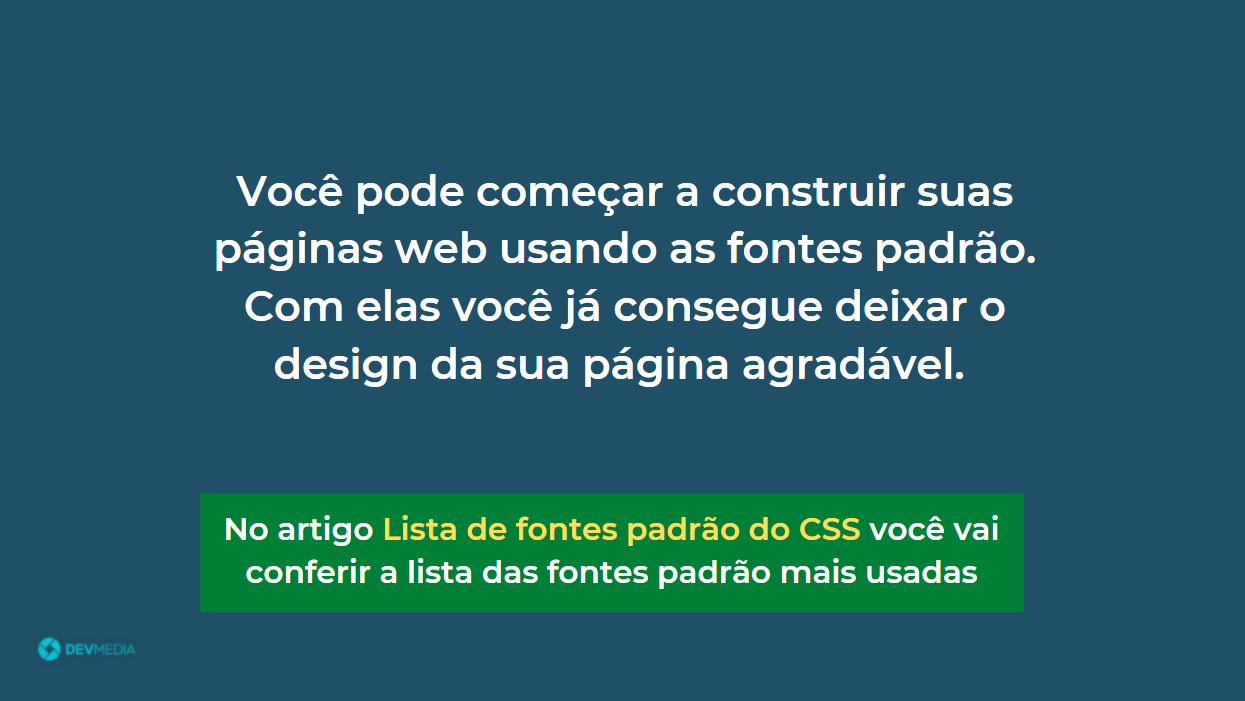 Você pode começar a construir suas
páginas web usando as fontes padrão.
Com elas você já consegue deixar o
design da sua página agradável.
No artigo Lista de fontes padrão do CSS você vai
conferir a lista das fontes padrão mais usadas
DEVMEDIA